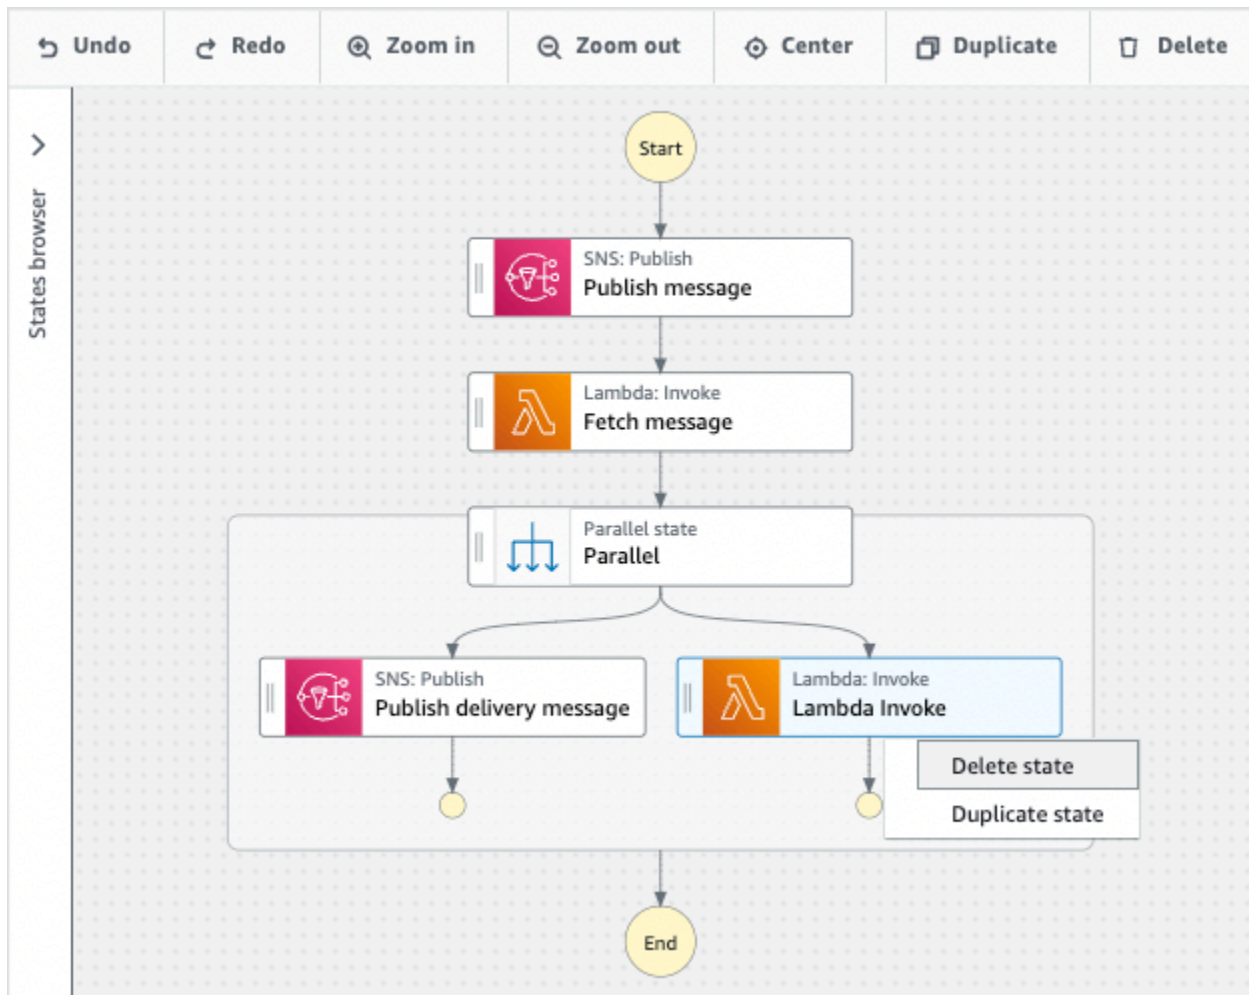 Undo
Redo
Zoom in
Zoom out
Center
Duplicate
Delete
States browser
Start
SNS: Publish
Publish message
Lambda: Invoke
Fetch message
Parallel state
Parallel
SNS: Publish
Publish delivery message
Lambda: Invoke
Lambda Invoke
Delete state
Duplicate state
End